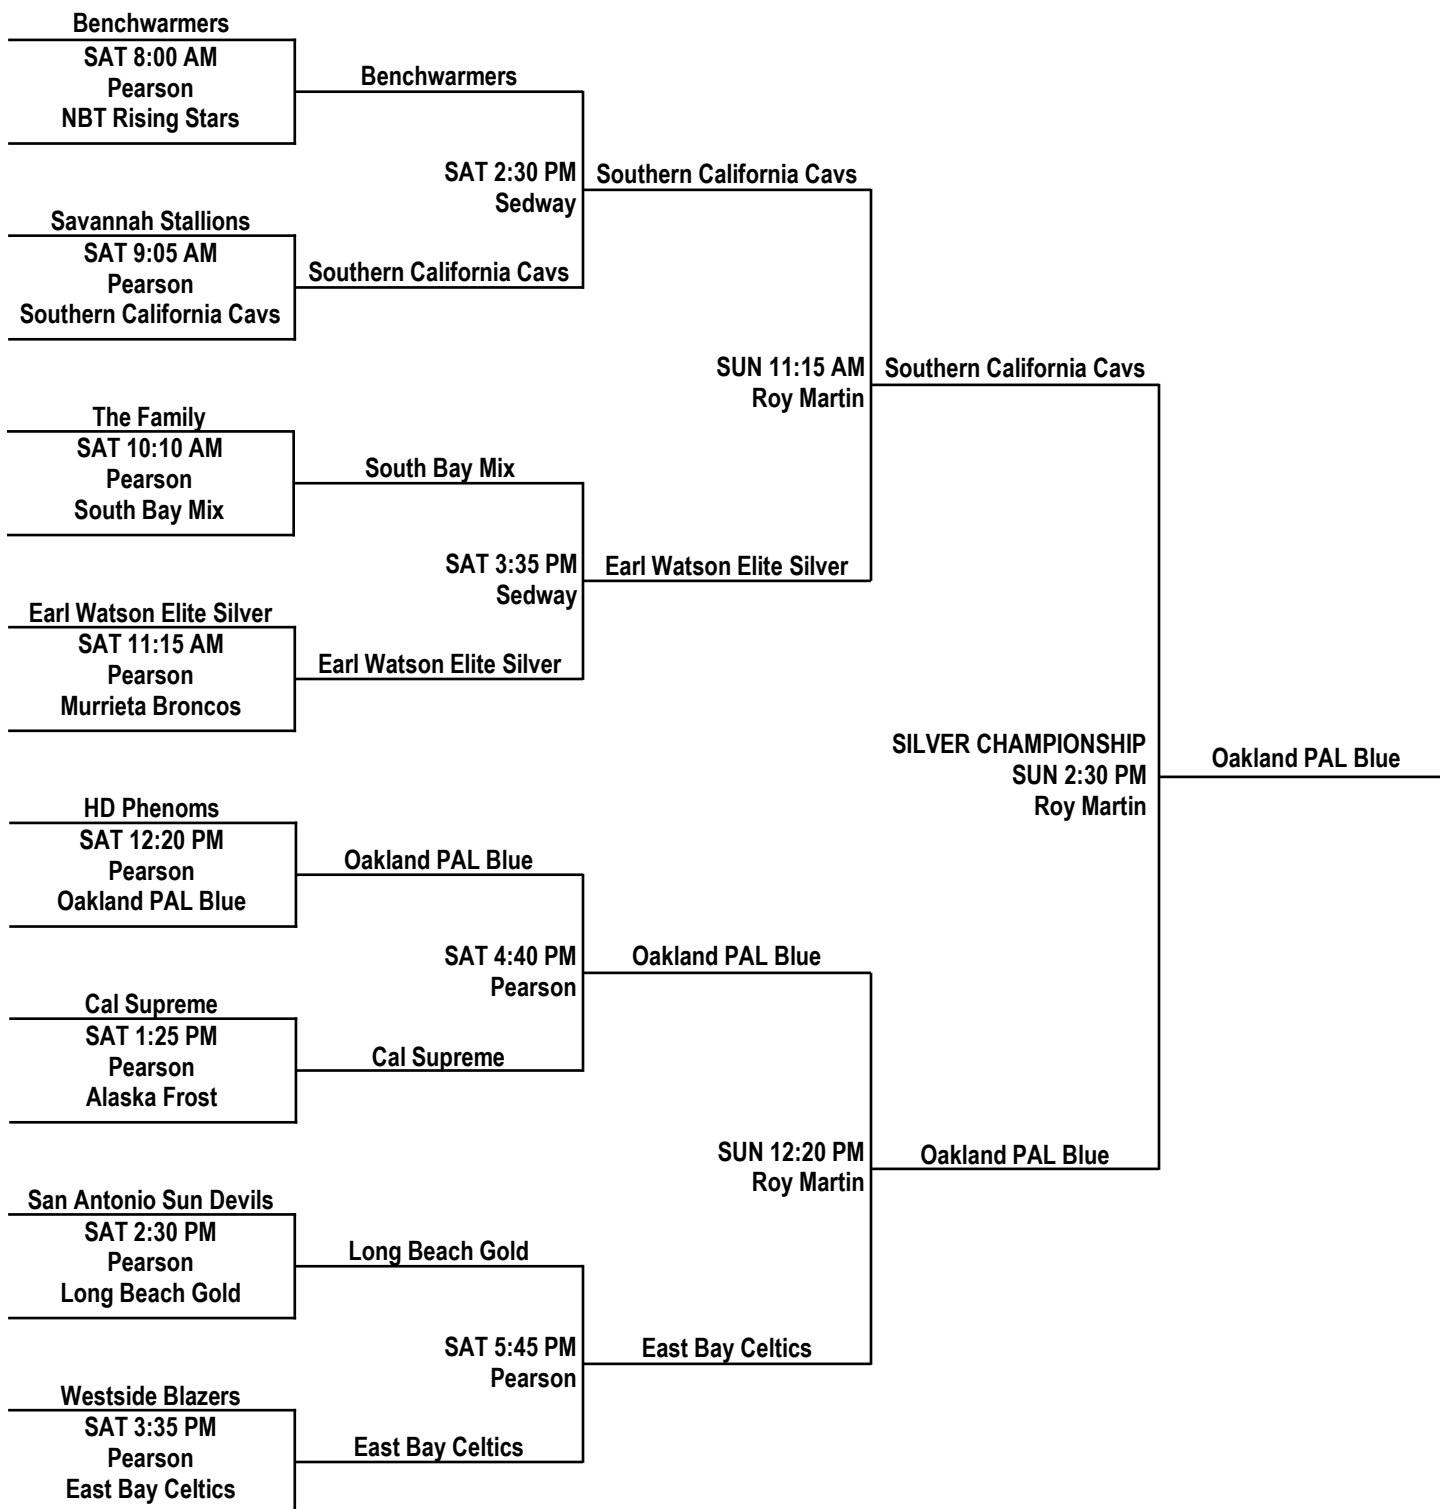 Benchwarmers
SAT 8:00 AM
Pearson
NBT Rising Stars
Benchwarmers
SAT 2:30 PM
Sedway
Southern California Cavs
Savannah Stallions
SAT 9:05 AM
Pearson
Southern California Cavs
Southern California Cavs
SUN 11:15 AM
Roy Martin
Southern California Cavs
The Family
SAT 10:10 AM
Pearson
South Bay Mix
South Bay Mix
SAT 3:35 PM
Sedway
Earl Watson Elite Silver
Earl Watson Elite Silver
SAT 11:15 AM
Pearson
Murrieta Broncos
Earl Watson Elite Silver
SILVER CHAMPIONSHIP
SUN 2:30 PM
Roy Martin
Oakland PAL Blue
HD Phenoms
SAT 12:20 PM
Pearson
Oakland PAL Blue
Oakland PAL Blue
SAT 4:40 PM
Pearson
Oakland PAL Blue
Cal Supreme
SAT 1:25 PM
Pearson
Alaska Frost
Cal Supreme
SUN 12:20 PM
Roy Martin
Oakland PAL Blue
San Antonio Sun Devils
SAT 2:30 PM
Pearson
Long Beach Gold
Long Beach Gold
SAT 5:45 PM
Pearson
East Bay Celtics
Westside Blazers
SAT 3:35 PM
Pearson
East Bay Celtics
East Bay Celtics